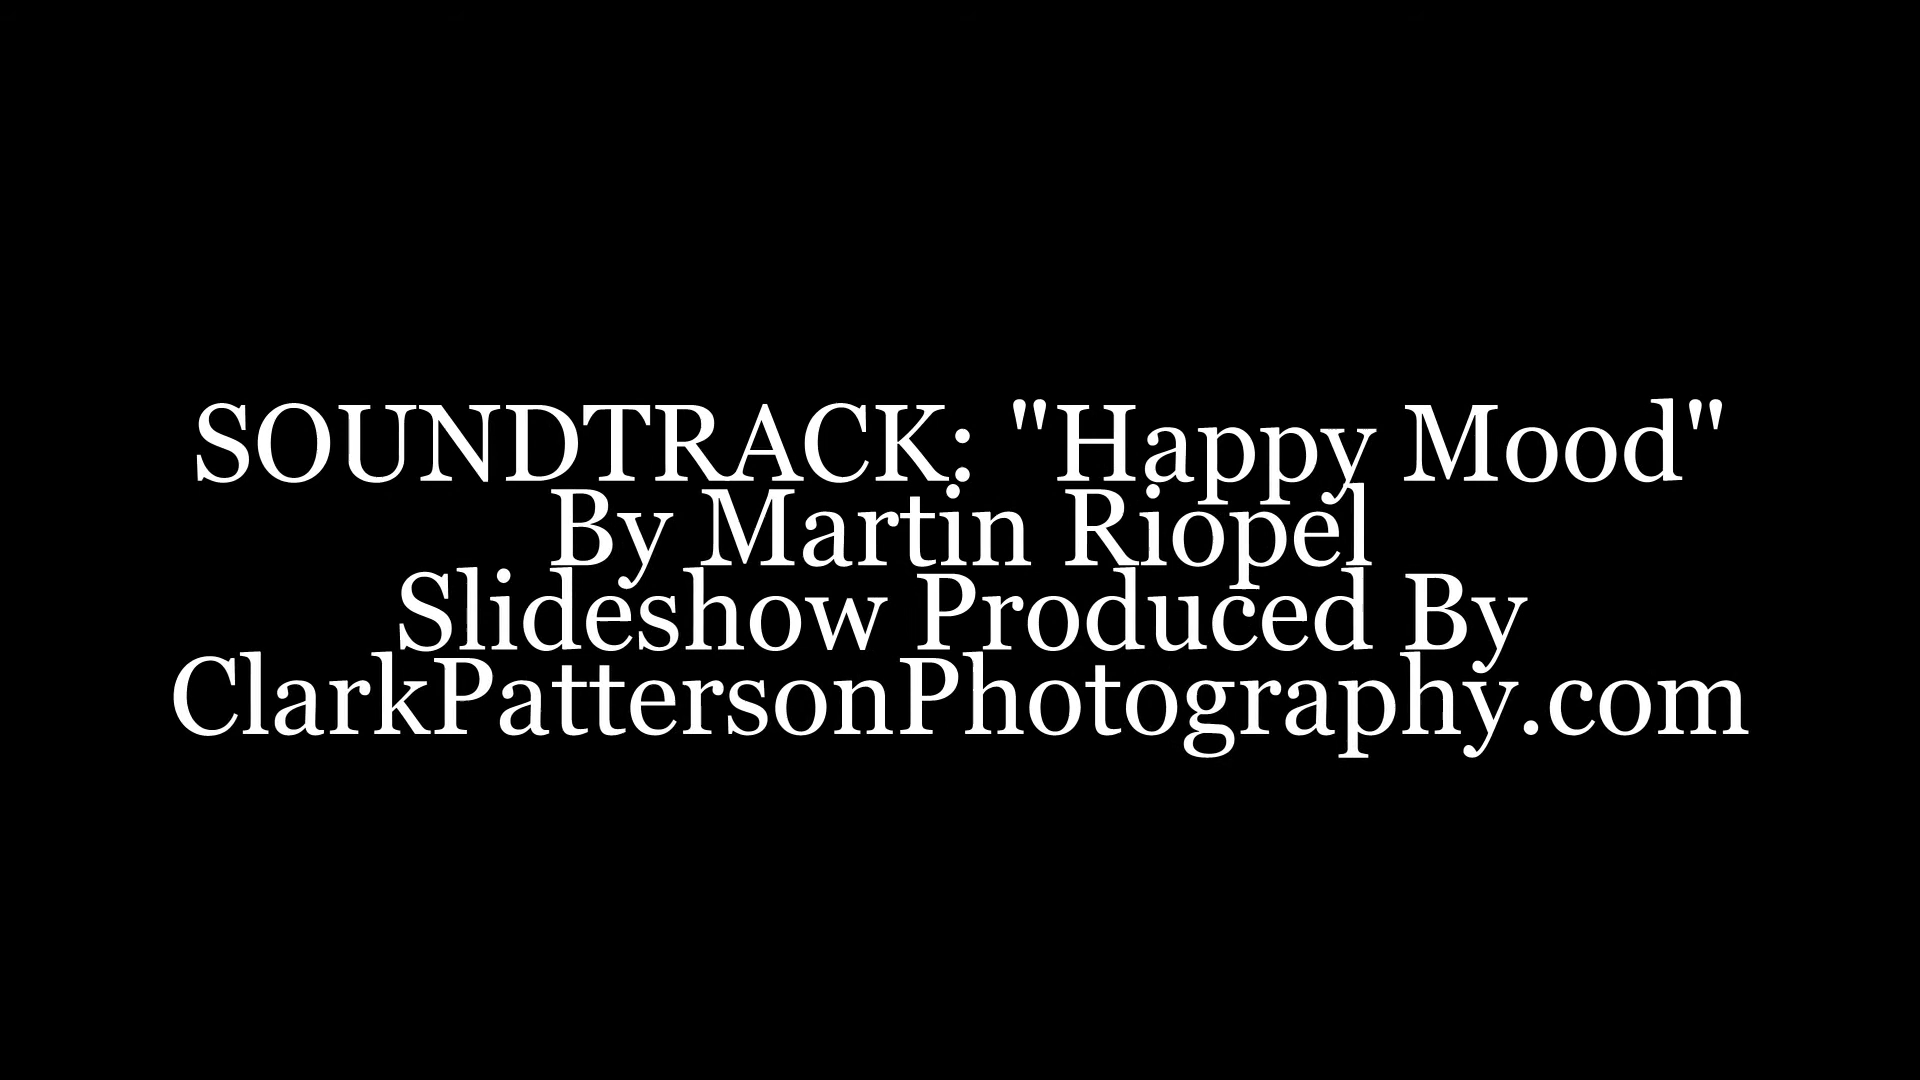 SOUNDTRACK: "Happy Mood"
By Martin Riopel
Slideshow Produced By
ClarkPattersonPhotography.com